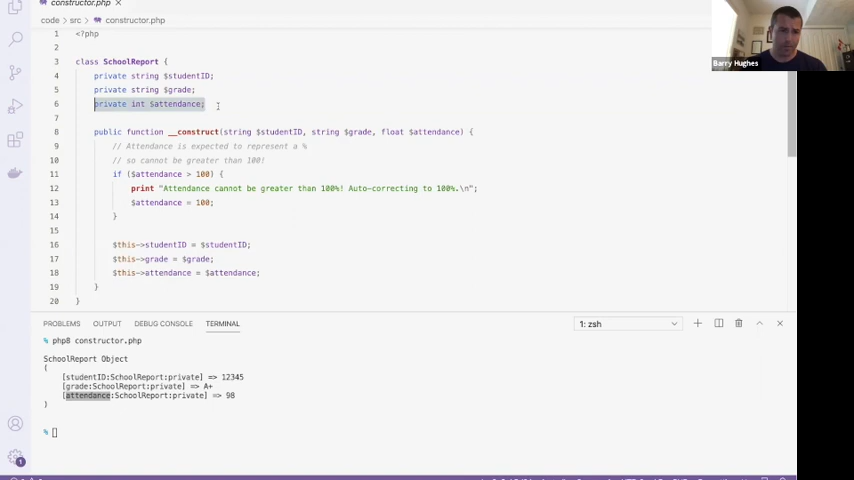 constructor.php
code > src > constructor.php
Barry Hughes
1 <?php
2
3 class SchoolReport {
4 private string $studentID;
5 private string $grade;
6 private int $attendance;
7
8 public function __construct(string $studentID, string $grade, float $attendance) {
9 // Attendance is expected to represent a %
10 // so cannot be greater than 100!
11 if ($attendance > 100) {
12 print "Attendance cannot be greater than 100%! Auto-correcting to 100%.\n";
13 $attendance = 100;
14 }
15
16 $this->studentID = $studentID;
17 $this->grade = $grade;
18 $this->attendance = $attendance;
19 }
20 }
PROBLEMS OUTPUT DEBUG CONSOLE TERMINAL 1: zsh
% php8 constructor.php
SchoolReport Object
(
[studentID:SchoolReport:private] => 12345
[grade:SchoolReport:private] => A+
[attendance:SchoolReport:private] => 98
)
%
1